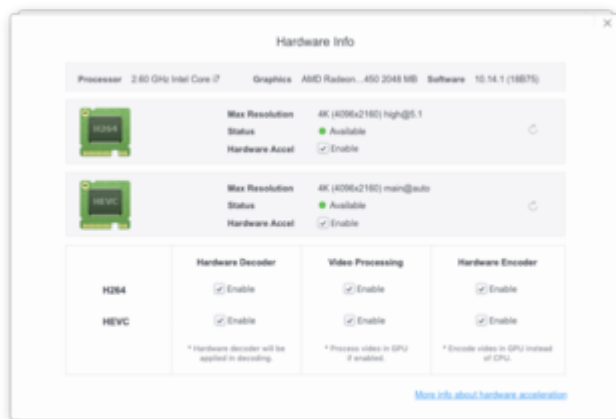 Hardware Info
Processor 2.60 GHz Intel Core i7 Graphics AMD Radeon...450 2048 MB Software 10.14.1 (18B75)
H264
Max Resolution 4K (4096x2160) high@5.1
Status Available
Hardware Accel Enable
HEVC
Max Resolution 4K (4096x2160) main@auto
Status Available
Hardware Accel Enable
Hardware Decoder Video Processing Hardware Encoder
H264 Enable Enable Enable
HEVC Enable Enable Enable
* Hardware decoder will be * Process video in GPU * Encode video in GPU instead
applied in decoding. if enabled. of CPU.
More info about hardware acceleration